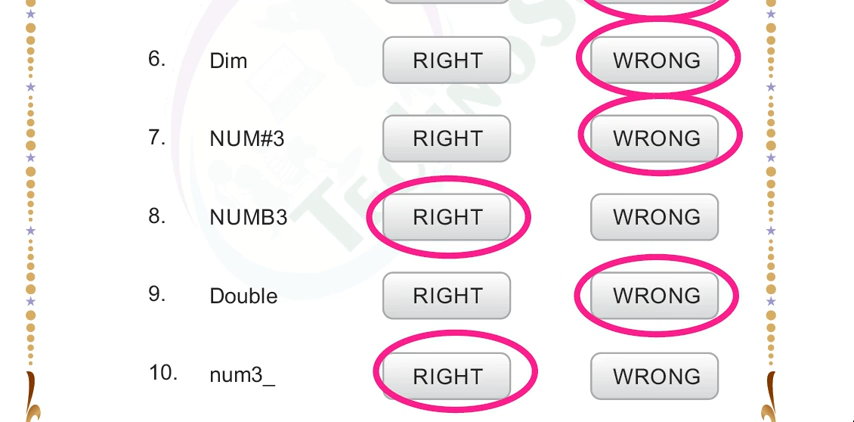 6. Dim RIGHT WRONG
7. NUM#3 RIGHT WRONG
8. NUMB3 RIGHT WRONG
9. Double RIGHT WRONG
10. num3_ RIGHT WRONG